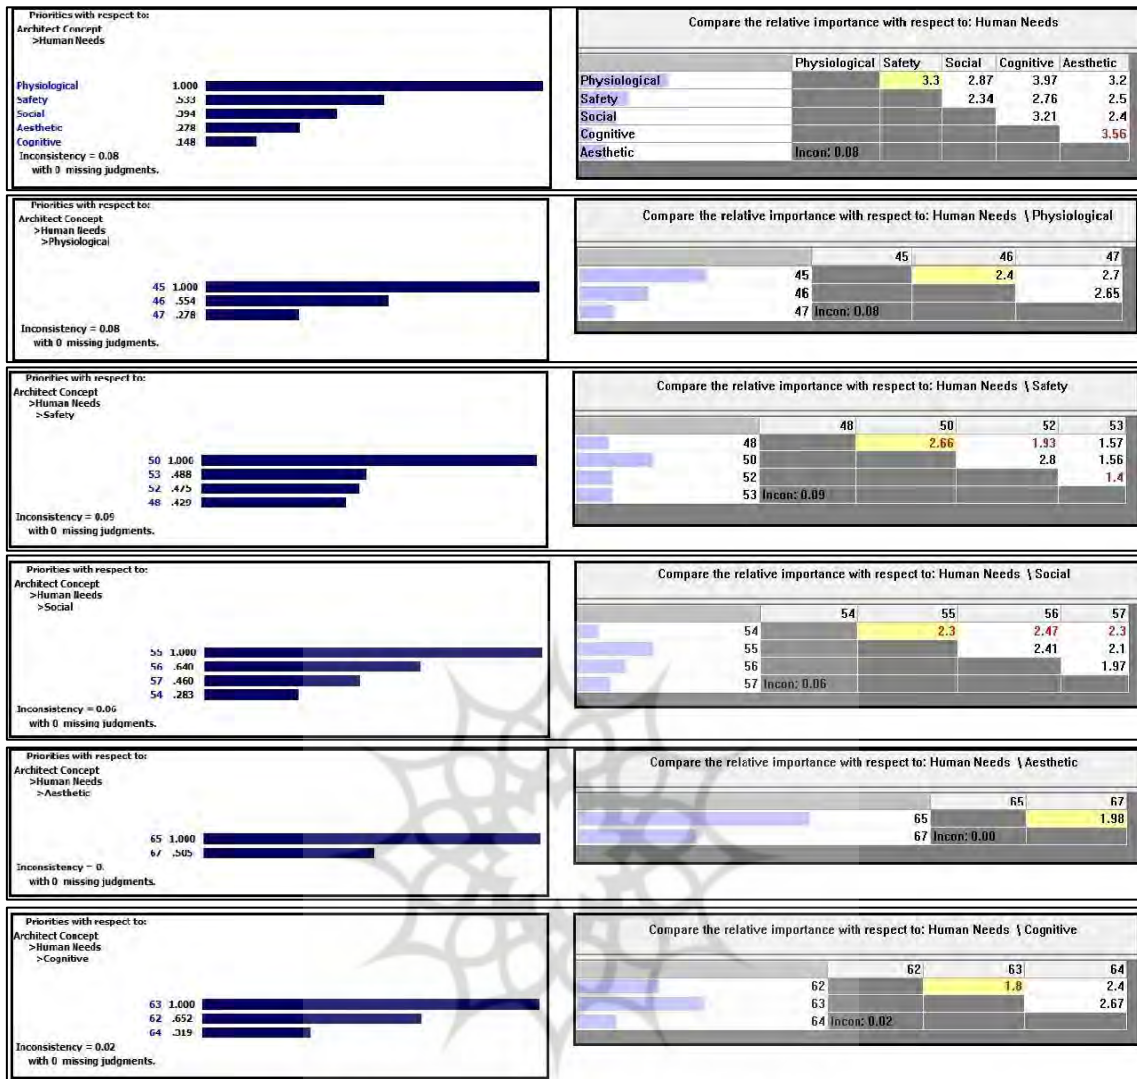 Priorities with respect to:
Architect Concept
>Human Needs
Physiological 1.000
Safety .533
Social .394
Aesthetic .278
Cognitive .148
Inconsistency = 0.08
with 0 missing judgments.
Compare the relative importance with respect to: Human Needs
Physiological Safety Social Cognitive Aesthetic
Physiological 3.3 2.87 3.97 3.2
Safety 2.34 2.76 2.5
Social 3.21 2.4
Cognitive 3.56
Aesthetic Incon: 0.08
Priorities with respect to:
Architect Concept
>Human Needs
>Physiological
45 1.000
46 .554
47 .278
Inconsistency = 0.08
with 0 missing judgments.
Compare the relative importance with respect to: Human Needs \ Physiological
45 46 47
45 2.4 2.7
46 2.65
47 Incon: 0.08
Priorities with respect to:
Architect Concept
>Human Needs
>Safety
50 1.000
53 .488
52 .475
48 .429
Inconsistency = 0.09
with 0 missing judgments.
Compare the relative importance with respect to: Human Needs \ Safety
48 50 52 53
48 2.66 1.93 1.57
50 2.8 1.56
52 1.4
53 Incon: 0.09
Priorities with respect to:
Architect Concept
>Human Needs
>Social
55 1.000
56 .640
57 .460
54 .283
Inconsistency = 0.06
with 0 missing judgments.
Compare the relative importance with respect to: Human Needs \ Social
54 55 56 57
54 2.3 2.47 2.3
55 2.41 2.1
56 1.97
57 Incon: 0.06
Priorities with respect to:
Architect Concept
>Human Needs
>Aesthetic
65 1.000
67 .505
Inconsistency = 0.
with 0 missing judgments.
Compare the relative importance with respect to: Human Needs \ Aesthetic
65 67
65 1.98
67 Incon: 0.00
Priorities with respect to:
Architect Concept
>Human Needs
>Cognitive
63 1.000
62 .652
64 .319
Inconsistency = 0.02
with 0 missing judgments.
Compare the relative importance with respect to: Human Needs \ Cognitive
62 63 64
62 1.8 2.4
63 2.67
64 Incon: 0.02